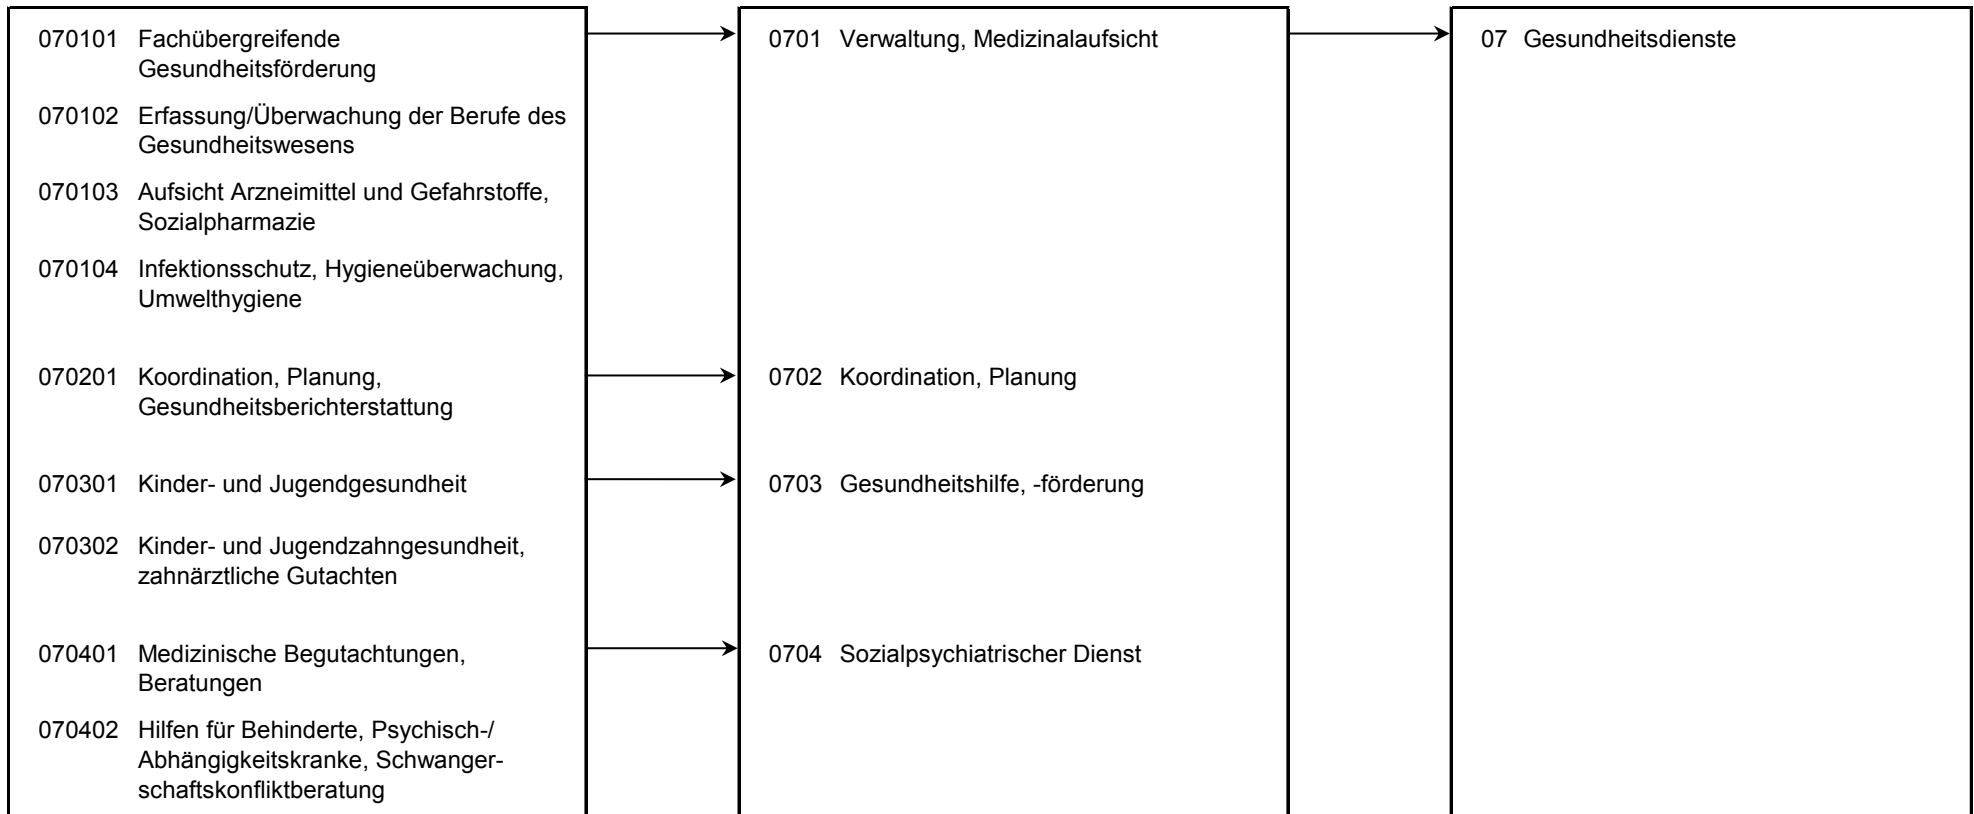 070101 Fachübergreifende
Gesundheitsförderung
070102 Erfassung/Überwachung der Berufe des
Gesundheitswesens
070103 Aufsicht Arzneimittel und Gefahrstoffe,
Sozialpharmazie
070104 Infektionsschutz, Hygieneüberwachung,
Umwelthygiene
070201 Koordination, Planung,
Gesundheitsberichterstattung
070301 Kinder- und Jugendgesundheit
070302 Kinder- und Jugendzahngesundheit,
zahnärztliche Gutachten
070401 Medizinische Begutachtungen,
Beratungen
070402 Hilfen für Behinderte, Psychisch-/
Abhängigkeitskranke, Schwanger-
schaftskonfliktberatung
0701 Verwaltung, Medizinalaufsicht
0702 Koordination, Planung
0703 Gesundheitshilfe, -förderung
0704 Sozialpsychiatrischer Dienst
07 Gesundheitsdienste